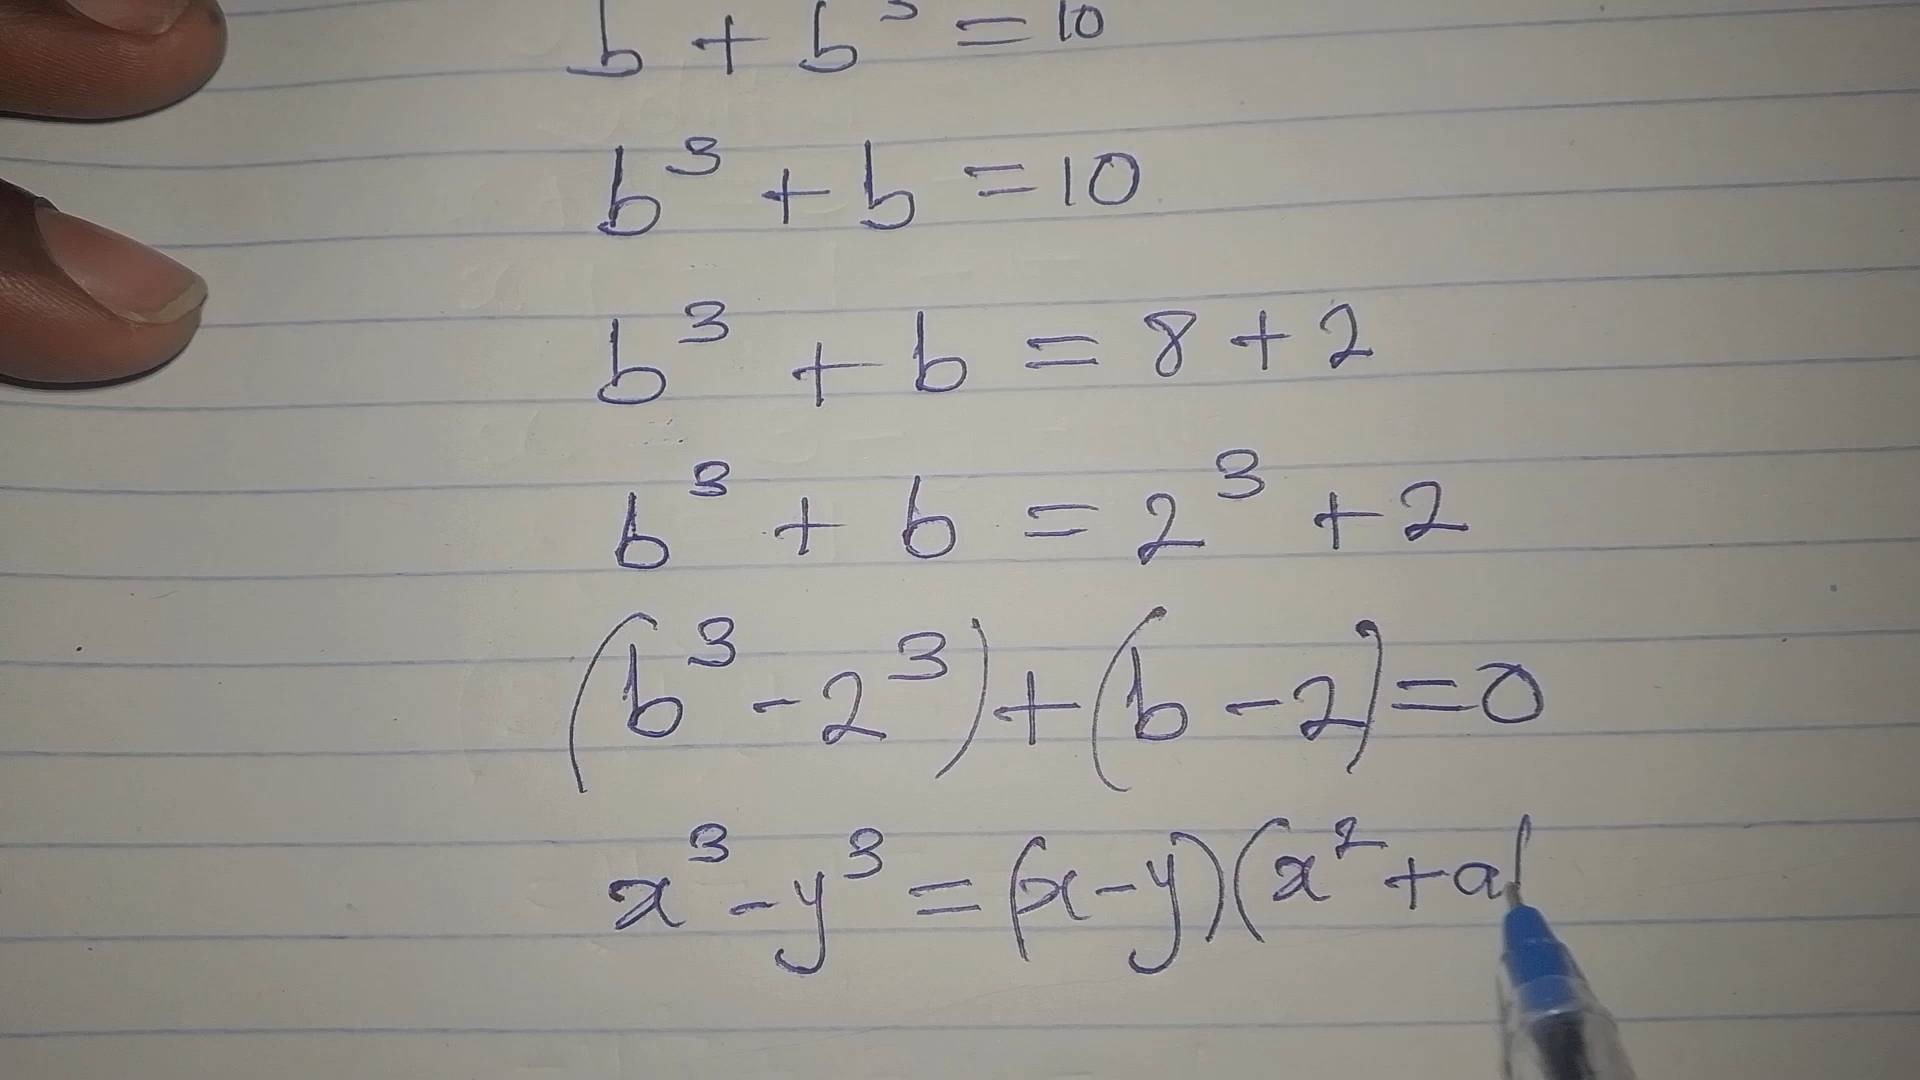 b + b³ = 10
b³ + b = 10
b³ + b = 8 + 2
b³ + b = 2³ + 2
(b³ - 2³) + (b - 2) = 0
x³ - y³ = (x - y)(x² + a